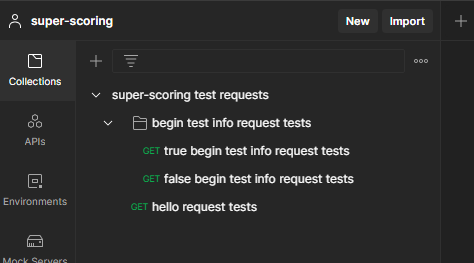 super-scoring
New
Import
Collections
super-scoring test requests
begin test info request tests
APIs
GET true begin test info request tests
GET false begin test info request tests
Environments
GET hello request tests
Mock Servers